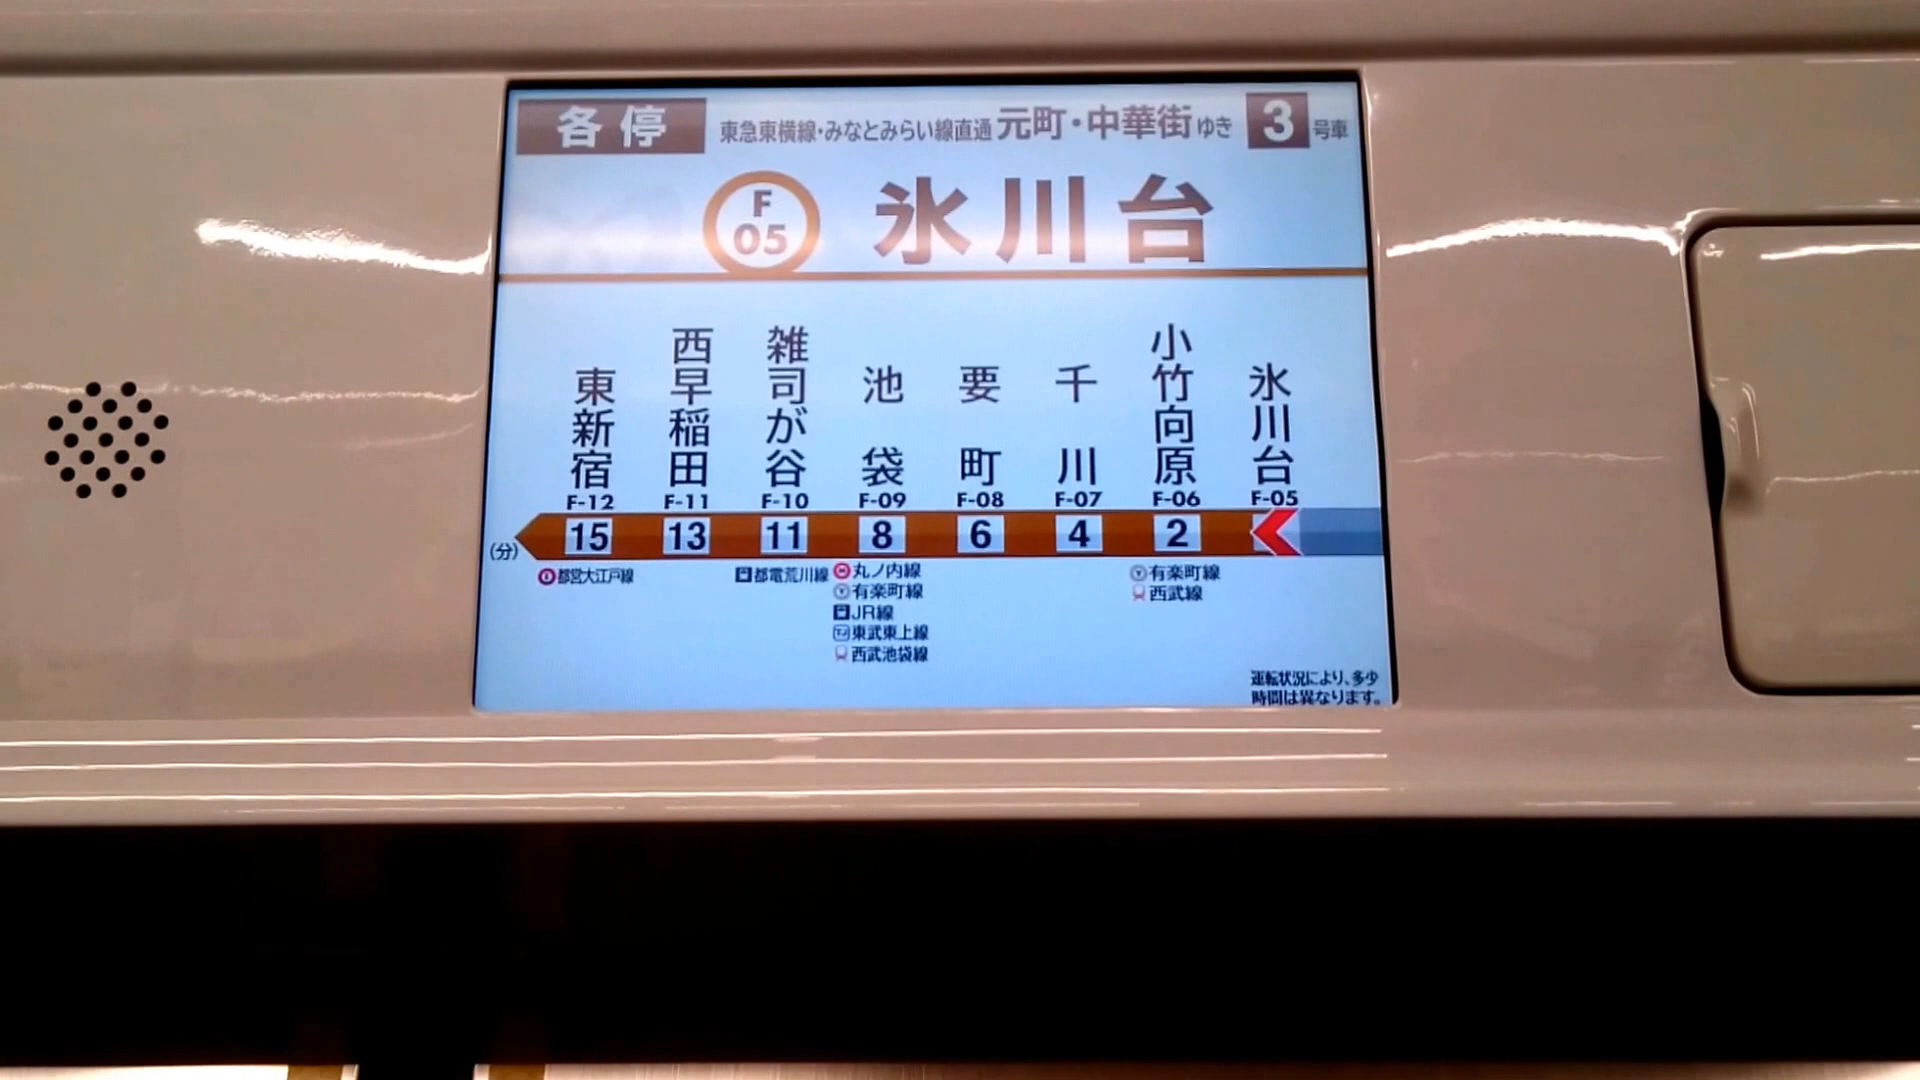 各停 東急東横線・みなとみらい線直通 元町・中華街 ゆき 3 号車
F 05 氷川台
東新宿 西早稲田 雑司が谷 池袋 要町 千川 小竹向原 氷川台
F-12 F-11 F-10 F-09 F-08 F-07 F-06 F-05
(分) 15 13 11 8 6 4 2
都営大江戸線 都電荒川線 M 丸ノ内線 Y 有楽町線
Y 有楽町線 西武線
JR線
TJ 東武東上線
西武池袋線
運転状況により、多少
時間は異なります。